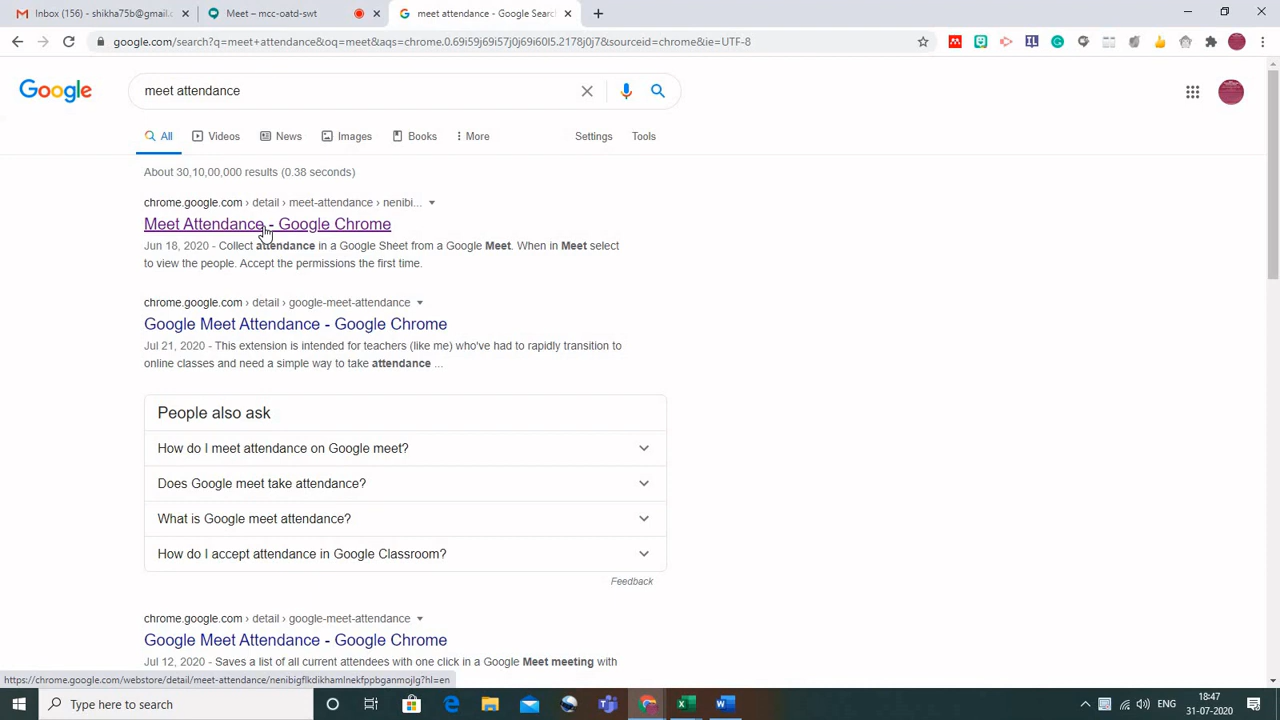 Inbox (156) - shikha75b@gmail.c
Meet – mcc-oatd-swt
meet attendance - Google Searc
google.com/search?q=meet+attendance&oq=meet&aqs=chrome.0.69i59j69i57j0j69i60l5.2178j0j7&sourceid=chrome&ie=UTF-8
Google
meet attendance
All
Videos
News
Images
Books
More
Settings
Tools
About 30,10,00,000 results (0.38 seconds)
chrome.google.com › detail › meet-attendance › nenibi...
Meet Attendance - Google Chrome
Jun 18, 2020 - Collect attendance in a Google Sheet from a Google Meet. When in Meet select
to view the people. Accept the permissions the first time.
chrome.google.com › detail › google-meet-attendance
Google Meet Attendance - Google Chrome
Jul 21, 2020 - This extension is intended for teachers (like me) who've had to rapidly transition to
online classes and need a simple way to take attendance ...
People also ask
How do I meet attendance on Google meet?
Does Google meet take attendance?
What is Google meet attendance?
How do I accept attendance in Google Classroom?
Feedback
chrome.google.com › detail › google-meet-attendance
Google Meet Attendance - Google Chrome
Jul 12, 2020 - Saves a list of all current attendees with one click in a Google Meet meeting with
https://chrome.google.com/webstore/detail/meet-attendance/nenibigflkdikhamlnekfppbganmojlg?hl=en
Type here to search
ENG
18:47
31-07-2020